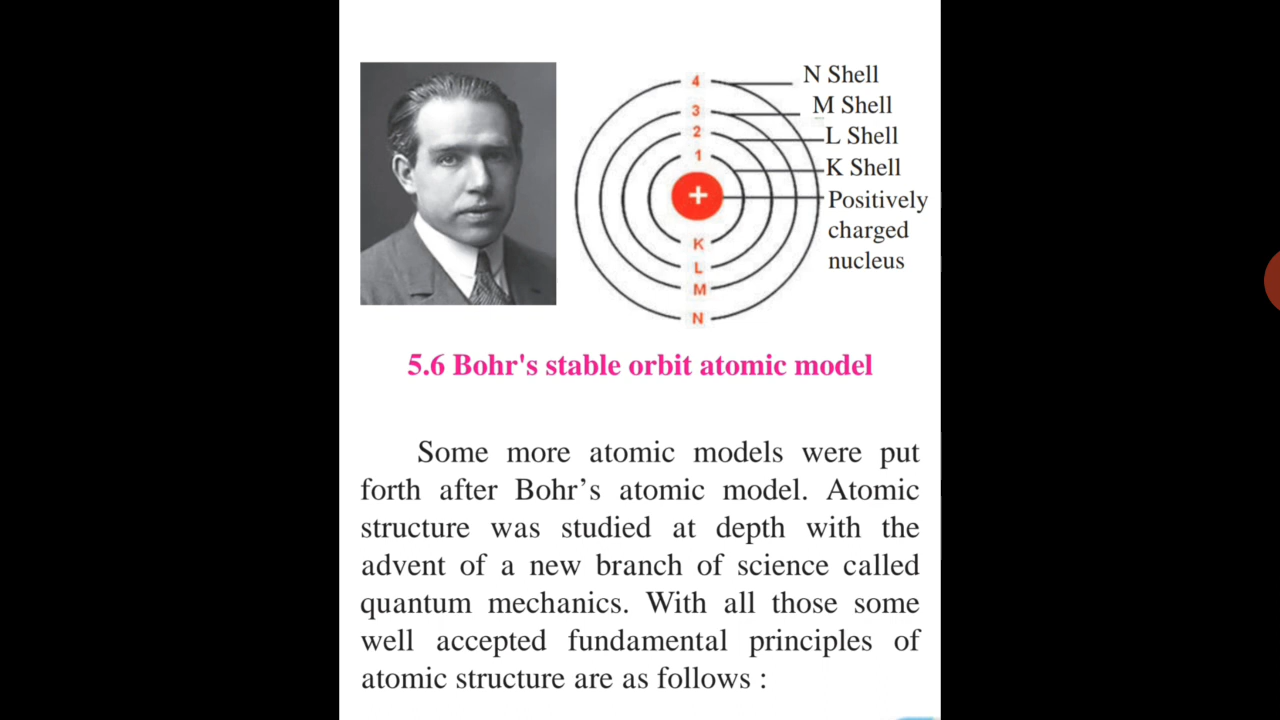 4
3
2
1
+
K
L
M
N
N Shell
M Shell
L Shell
K Shell
Positively
charged
nucleus
5.6 Bohr's stable orbit atomic model
Some more atomic models were put
forth after Bohr’s atomic model. Atomic
structure was studied at depth with the
advent of a new branch of science called
quantum mechanics. With all those some
well accepted fundamental principles of
atomic structure are as follows :